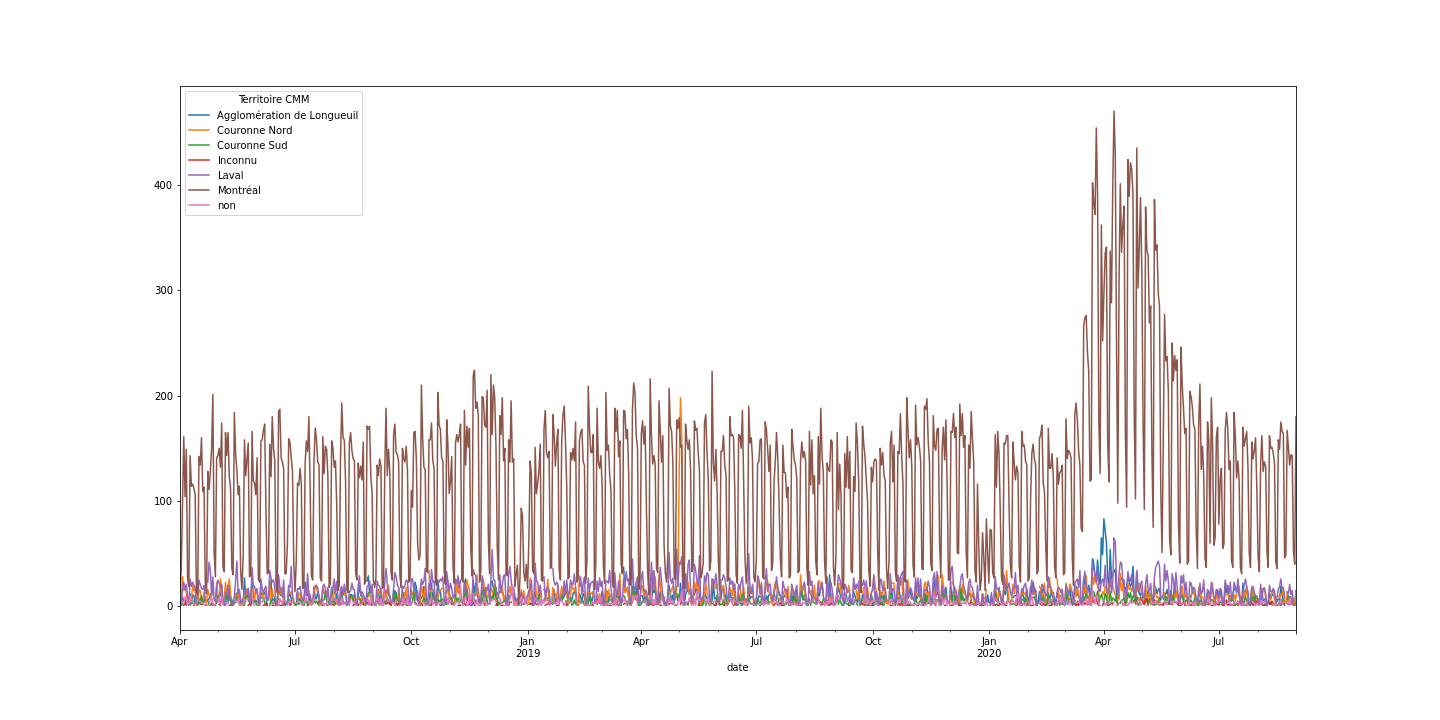 Territoire CMM
Agglomération de Longueuil
Couronne Nord
Couronne Sud
Inconnu
Laval
Montréal
non
400
300
200
100
0
Apr Jul Oct Jan Apr Jul Oct Jan Apr Jul
2019 2020
date